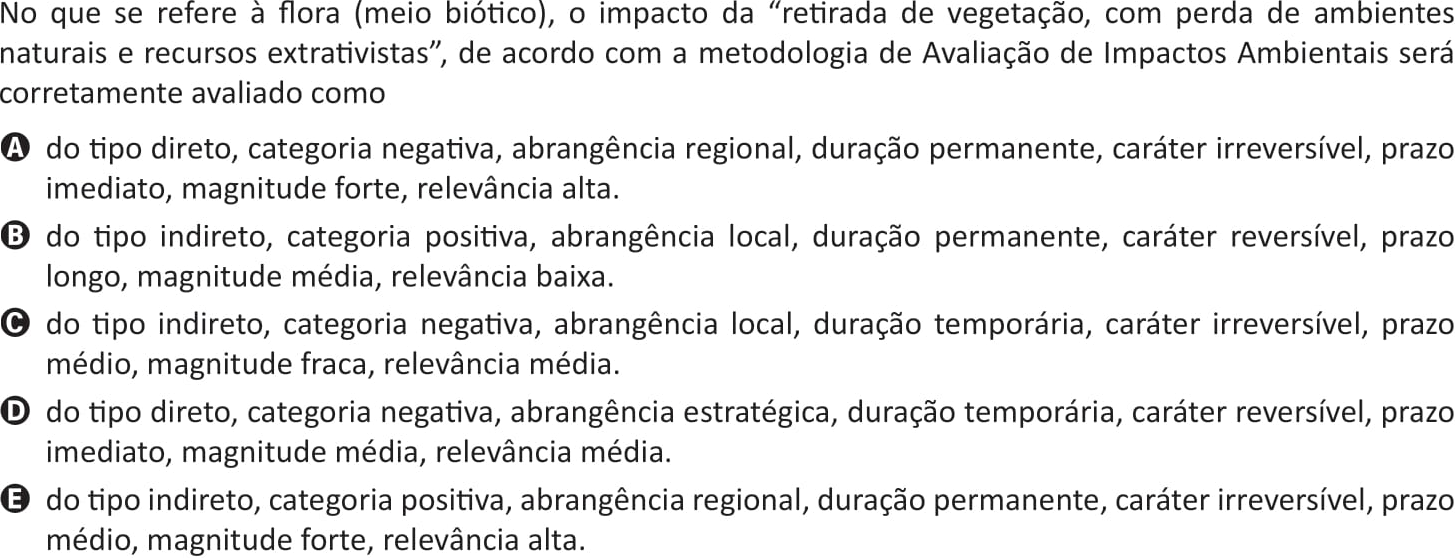 No que se refere à flora (meio biótico), o impacto da “retirada de vegetação, com perda de ambientes
naturais e recursos extrativistas”, de acordo com a metodologia de Avaliação de Impactos Ambientais será
corretamente avaliado como
A do tipo direto, categoria negativa, abrangência regional, duração permanente, caráter irreversível, prazo
imediato, magnitude forte, relevância alta.
B do tipo indireto, categoria positiva, abrangência local, duração permanente, caráter reversível, prazo
longo, magnitude média, relevância baixa.
C do tipo indireto, categoria negativa, abrangência local, duração temporária, caráter irreversível, prazo
médio, magnitude fraca, relevância média.
D do tipo direto, categoria negativa, abrangência estratégica, duração temporária, caráter reversível, prazo
imediato, magnitude média, relevância média.
E do tipo indireto, categoria positiva, abrangência regional, duração permanente, caráter irreversível, prazo
médio, magnitude forte, relevância alta.